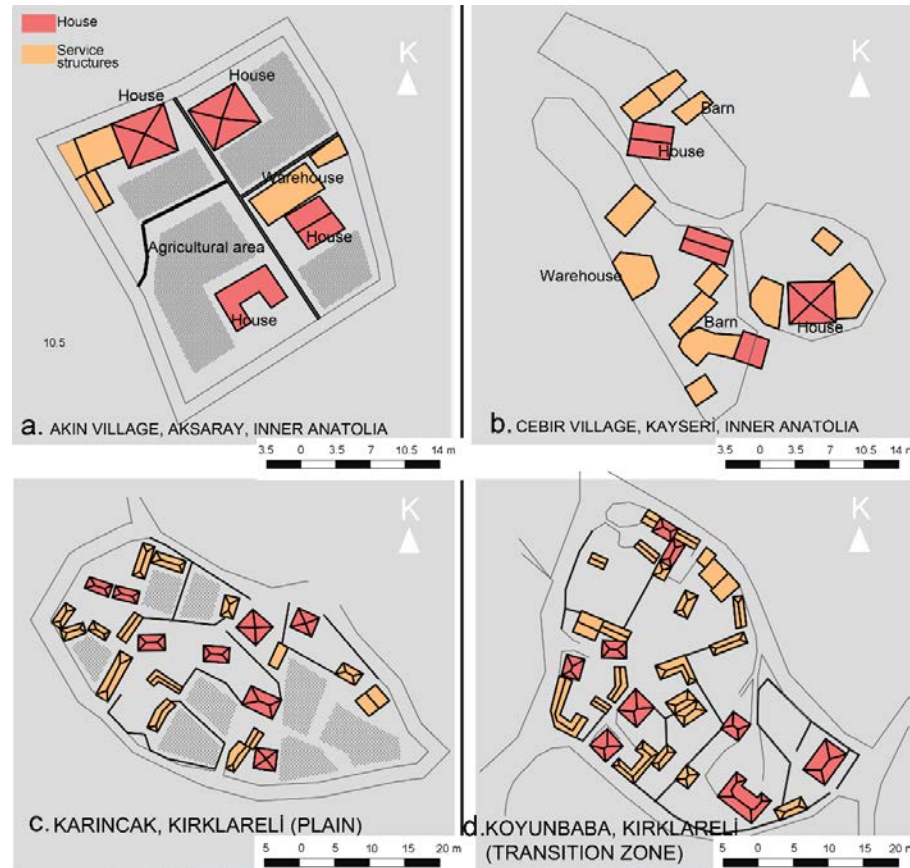 House
Service
structures
K
House
House
Warehouse
House
Agricultural area
House
10.5
a. AKIN VILLAGE, AKSARAY, INNER ANATOLIA
3.5 0 3.5 7 10.5 14 m
K
Barn
House
Warehouse
Barn
House
b. CEBIR VILLAGE, KAYSERİ, INNER ANATOLIA
3.5 0 3.5 7 10.5 14 m
K
c. KARINCAK, KIRKLARELİ (PLAIN)
5 0 5 10 15 20 m
K
d. KOYUNBABA, KIRKLARELİ
(TRANSITION ZONE)
5 0 5 10 15 20 m